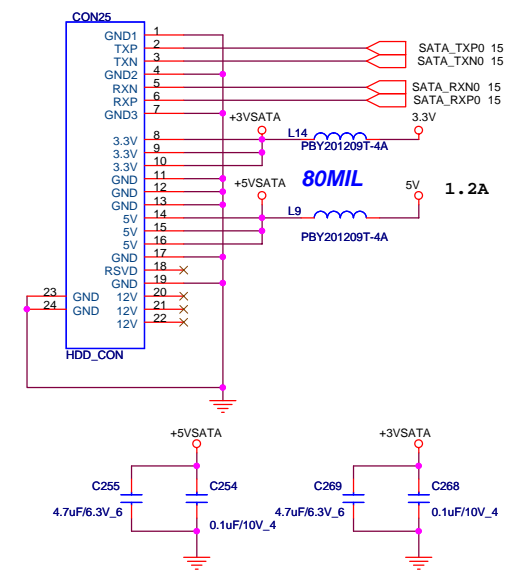 CON25
GND1 1
TXP 2 SATA_TXP0 15
TXN 3 SATA_TXN0 15
GND2 4
RXN 5 SATA_RXN0 15
RXP 6 SATA_RXP0 15
GND3 7
+3VSATA L14 3.3V
3.3V 8
PBY201209T-4A
3.3V 9
3.3V 10
GND 11
+5VSATA 80MIL 5V 1.2A
GND 12
GND 13
5V 14 L9
5V 15
PBY201209T-4A
5V 16
GND 17
RSVD 18
GND 19
23 GND 12V 20
24 GND 12V 21
12V 22
HDD_CON
+5VSATA +3VSATA
C255 C254 C269 C268
4.7uF/6.3V_6 0.1uF/10V_4 4.7uF/6.3V_6 0.1uF/10V_4